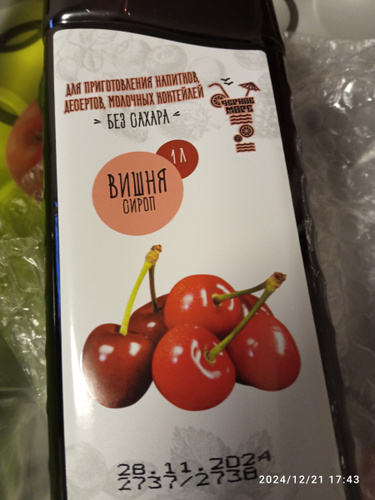 ДЛЯ ПРИГОТОВЛЕНИЯ НАПИТКОВ,
ДЕСЕРТОВ, МОЛОЧНЫХ КОКТЕЙЛЕЙ
БЕЗ САХАРА
ЧЕРНОЕ
МОРЕ
1 Л
ВИШНЯ
СИРОП
28.11.2024
2737/2738
2024/12/21 17:43